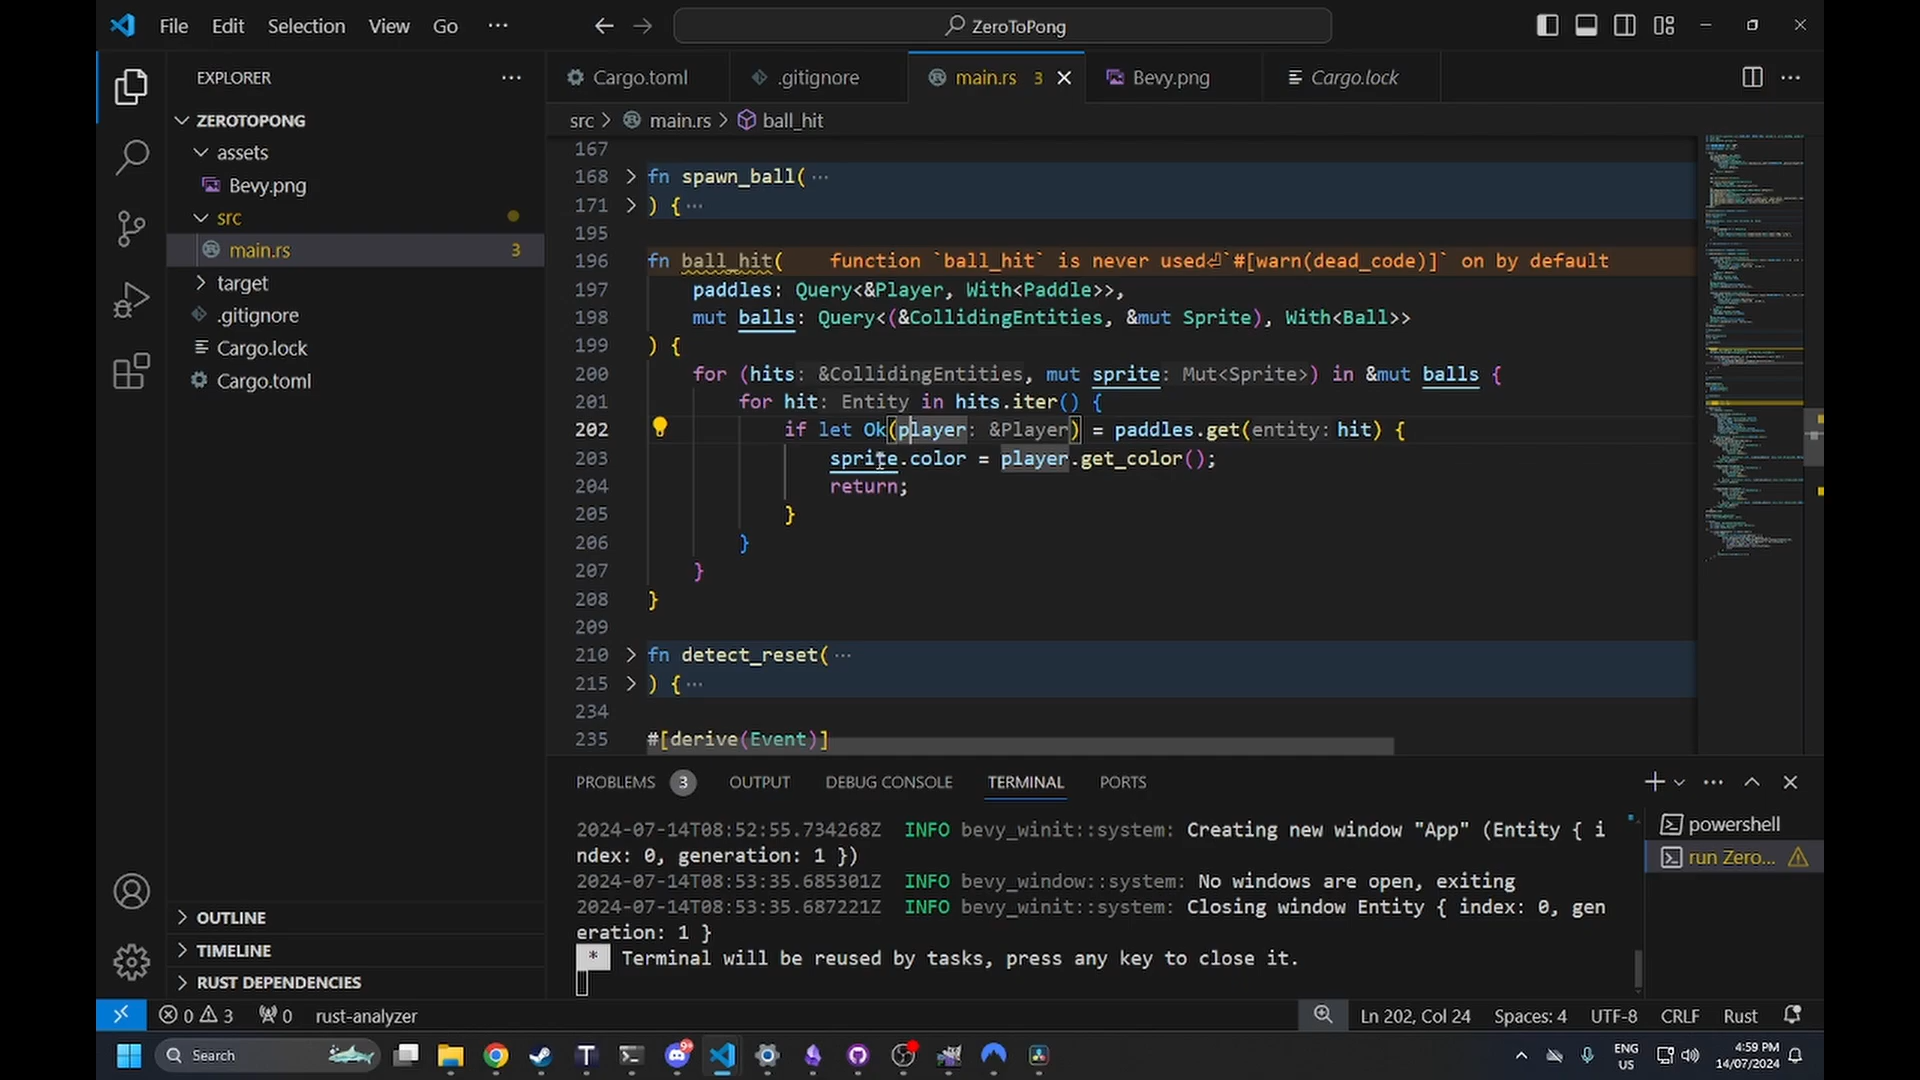 File Edit Selection View Go ··· ZeroToPong
EXPLORER ··· Cargo.toml .gitignore main.rs 3 Bevy.png Cargo.lock ···
src > main.rs > ball_hit
ZEROTOPONG
assets
Bevy.png
src
main.rs 3
target
.gitignore
Cargo.lock
Cargo.toml
OUTLINE
TIMELINE
RUST DEPENDENCIES
167
168 fn spawn_ball( ···
171 ) { ···
195
196 fn ball_hit( function `ball_hit` is never used⏎`#[warn(dead_code)]` on by default
197 paddles: Query<&Player, With<Paddle>>,
198 mut balls: Query<(&CollidingEntities, &mut Sprite), With<Ball>>
199 ) {
200 for (hits: &CollidingEntities, mut sprite: Mut<Sprite>) in &mut balls {
201 for hit: Entity in hits.iter() {
202 if let Ok(player: &Player) = paddles.get(entity: hit) {
203 sprite.color = player.get_color();
204 return;
205 }
206 }
207 }
208 }
209
210 fn detect_reset( ···
215 ) { ···
234
235 #[derive(Event)]
PROBLEMS 3 OUTPUT DEBUG CONSOLE TERMINAL PORTS ···
2024-07-14T08:52:55.734268Z INFO bevy_winit::system: Creating new window "App" (Entity { i
ndex: 0, generation: 1 })
2024-07-14T08:53:35.685301Z INFO bevy_window::system: No windows are open, exiting
2024-07-14T08:53:35.687221Z INFO bevy_winit::system: Closing window Entity { index: 0, gen
eration: 1 }
* Terminal will be reused by tasks, press any key to close it.
powershell
run Zero...
0 3 0 rust-analyzer Ln 202, Col 24 Spaces: 4 UTF-8 CRLF Rust
Search 9+ ENG
US 4:59 PM
14/07/2024